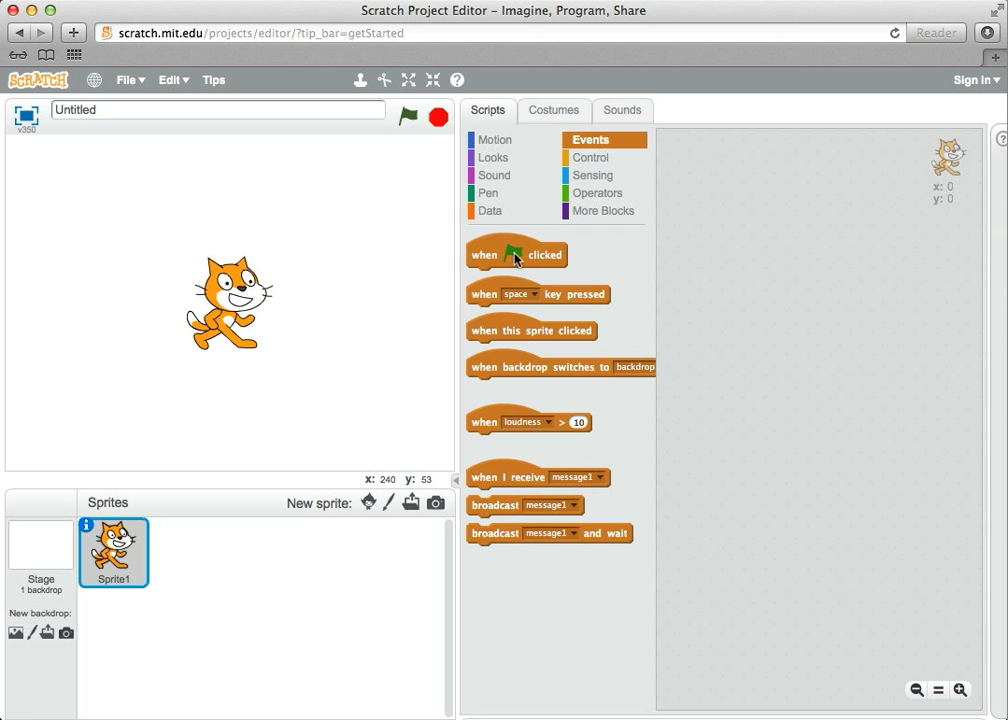 Scratch Project Editor - Imagine, Program, Share
scratch.mit.edu/projects/editor/?tip_bar=getStarted
Reader
SCRATCH
File
Edit
Tips
?
Sign in
Untitled
v350
Scripts
Costumes
Sounds
Motion
Events
Looks
Control
Sound
Sensing
Pen
Operators
Data
More Blocks
x: 0
y: 0
when clicked
when space key pressed
when this sprite clicked
when backdrop switches to backdrop
when loudness > 10
when I receive message1
broadcast message1
broadcast message1 and wait
x: 240 y: 53
Sprites
New sprite:
Stage
1 backdrop
Sprite1
New backdrop: